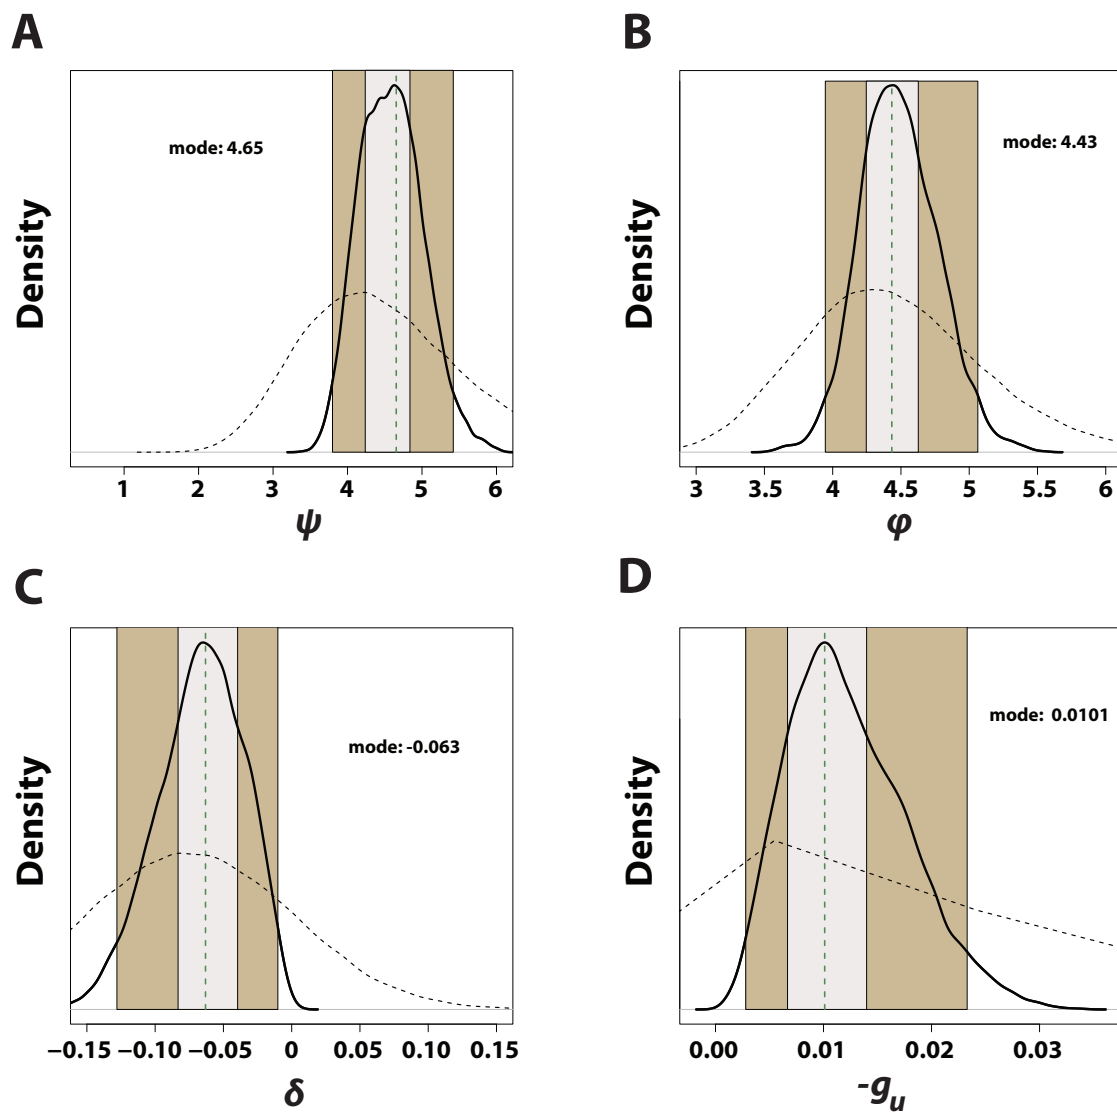 A
mode: 4.65
Density
1 2 3 4 5 6
ψ
B
mode: 4.43
Density
3 3.5 4 4.5 5 5.5 6
φ
C
mode: -0.063
Density
−0.15 −0.10 −0.05 0 0.05 0.10 0.15
δ
D
mode: 0.0101
Density
0.00 0.01 0.02 0.03
-gu